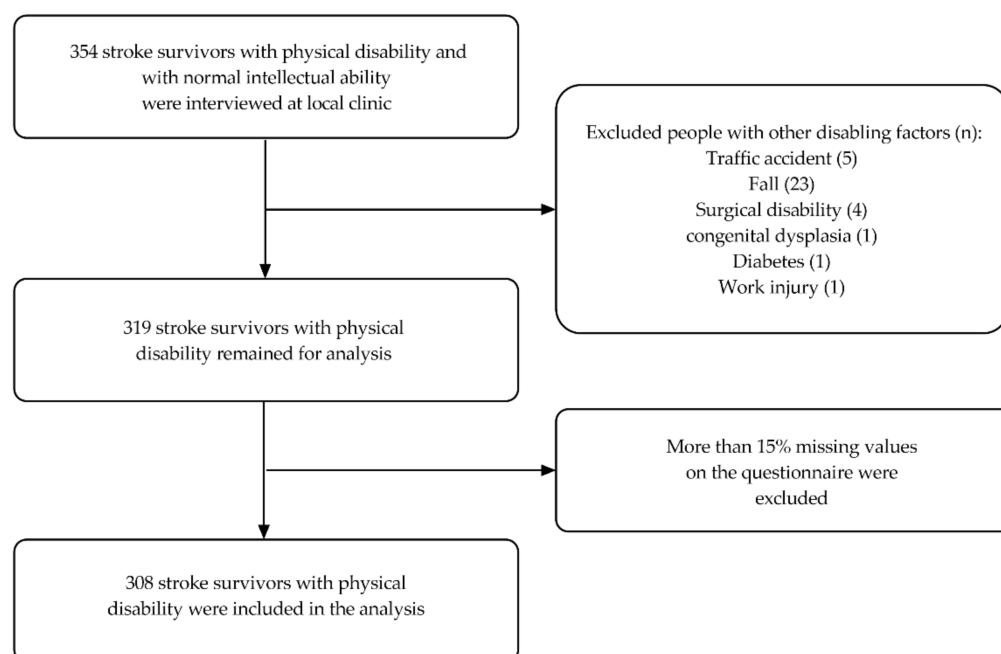 354 stroke survivors with physical disability and
with normal intellectual ability
were interviewed at local clinic
Excluded people with other disabling factors (n):
Traffic accident (5)
Fall (23)
Surgical disability (4)
congenital dysplasia (1)
Diabetes (1)
Work injury (1)
319 stroke survivors with physical
disability remained for analysis
More than 15% missing values
on the questionnaire were
excluded
308 stroke survivors with physical
disability were included in the analysis